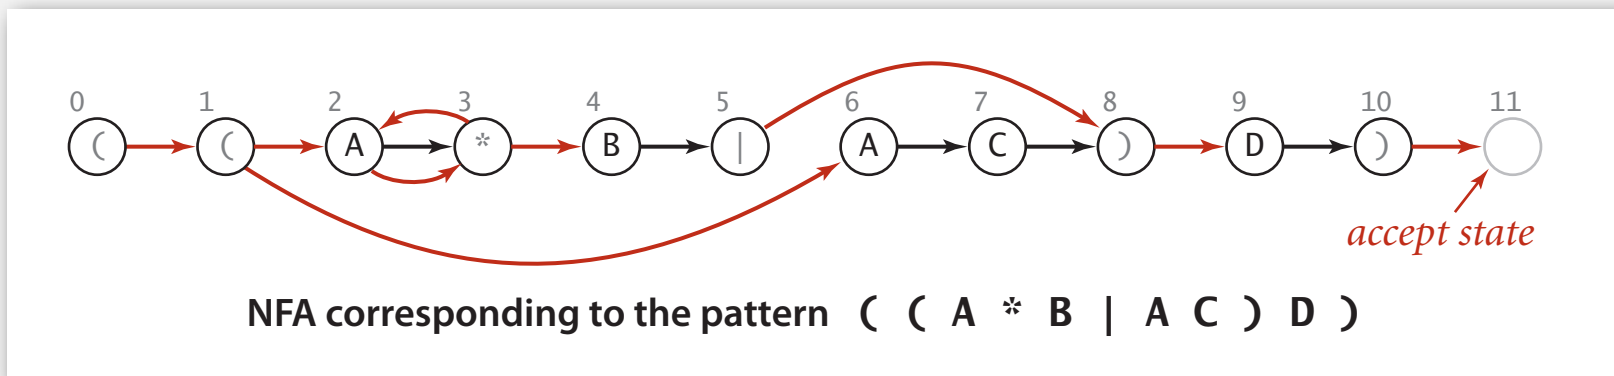 0 1 2 3 4 5 6 7 8 9 10 11
( ( A * B | A C ) D )
accept state
NFA corresponding to the pattern ( ( A * B | A C ) D )